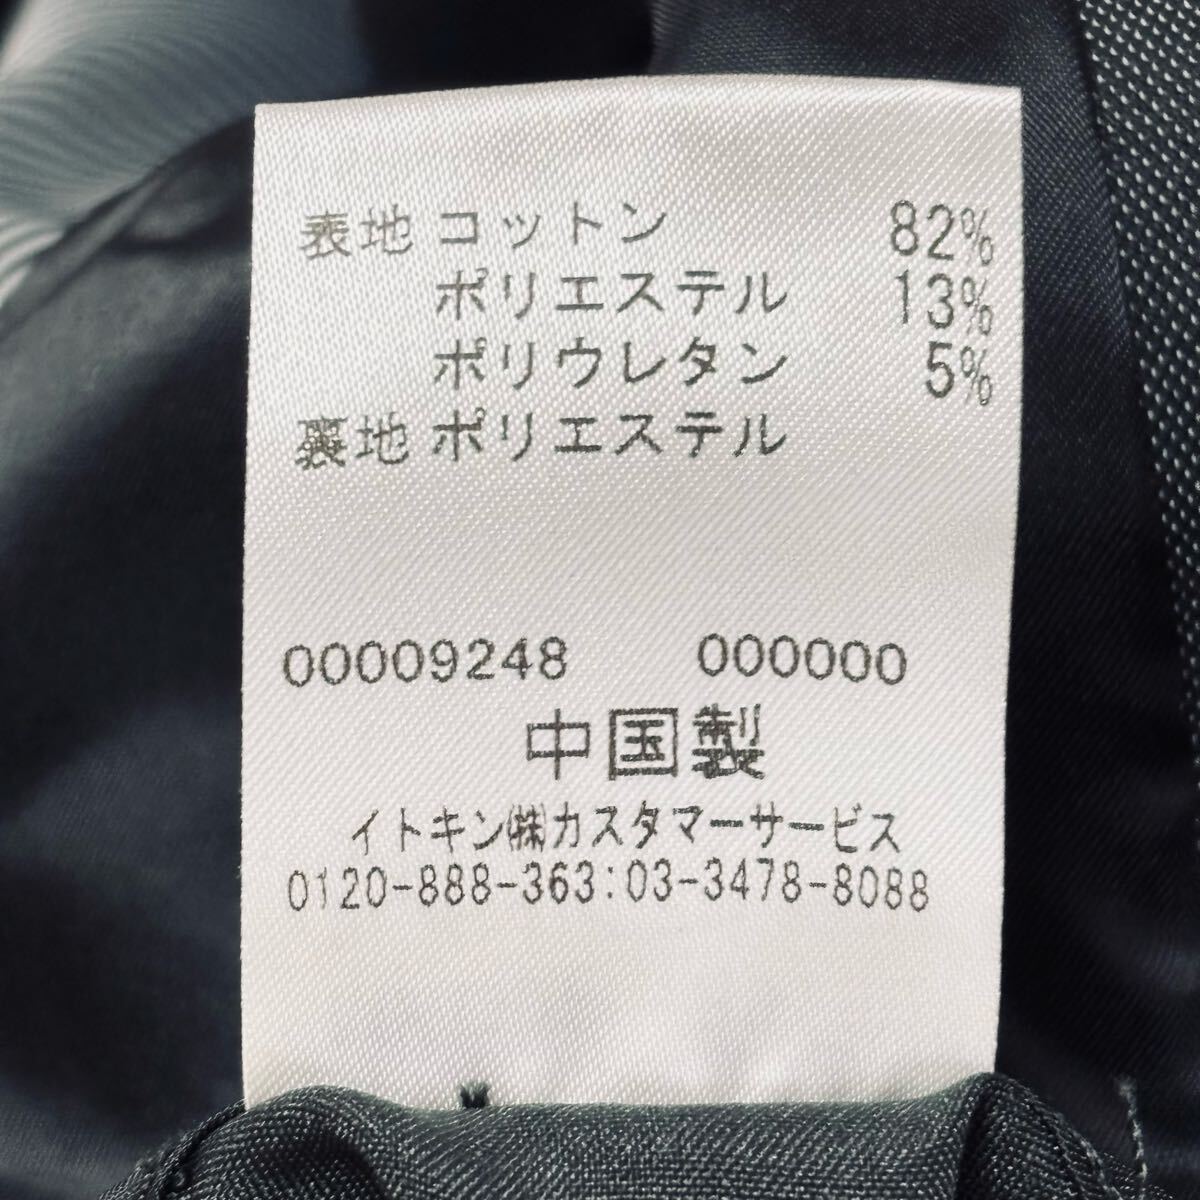 表地 コットン 82%
ポリエステル 13%
ポリウレタン 5%
裏地 ポリエステル
00009248 000000
中国製
イトキン㈱カスタマーサービス
0120-888-363:03-3478-8088